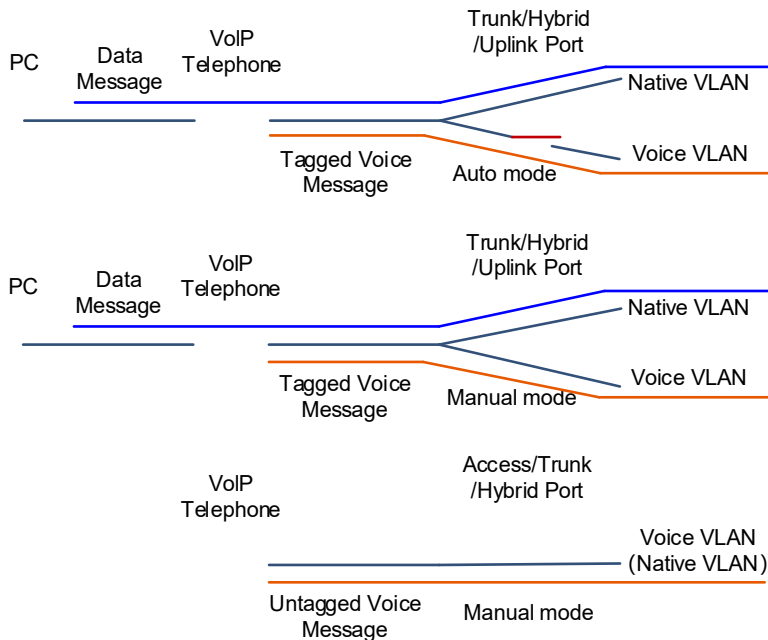 Trunk/Hybrid
/Uplink Port
VoIP
Telephone
Data
Message
PC
Native VLAN
Voice VLAN
Tagged Voice
Message
Auto mode
Trunk/Hybrid
/Uplink Port
VoIP
Telephone
Data
Message
PC
Native VLAN
Voice VLAN
Tagged Voice
Message
Manual mode
Access/Trunk
/Hybrid Port
VoIP
Telephone
Voice VLAN
(Native VLAN)
Untagged Voice
Message
Manual mode